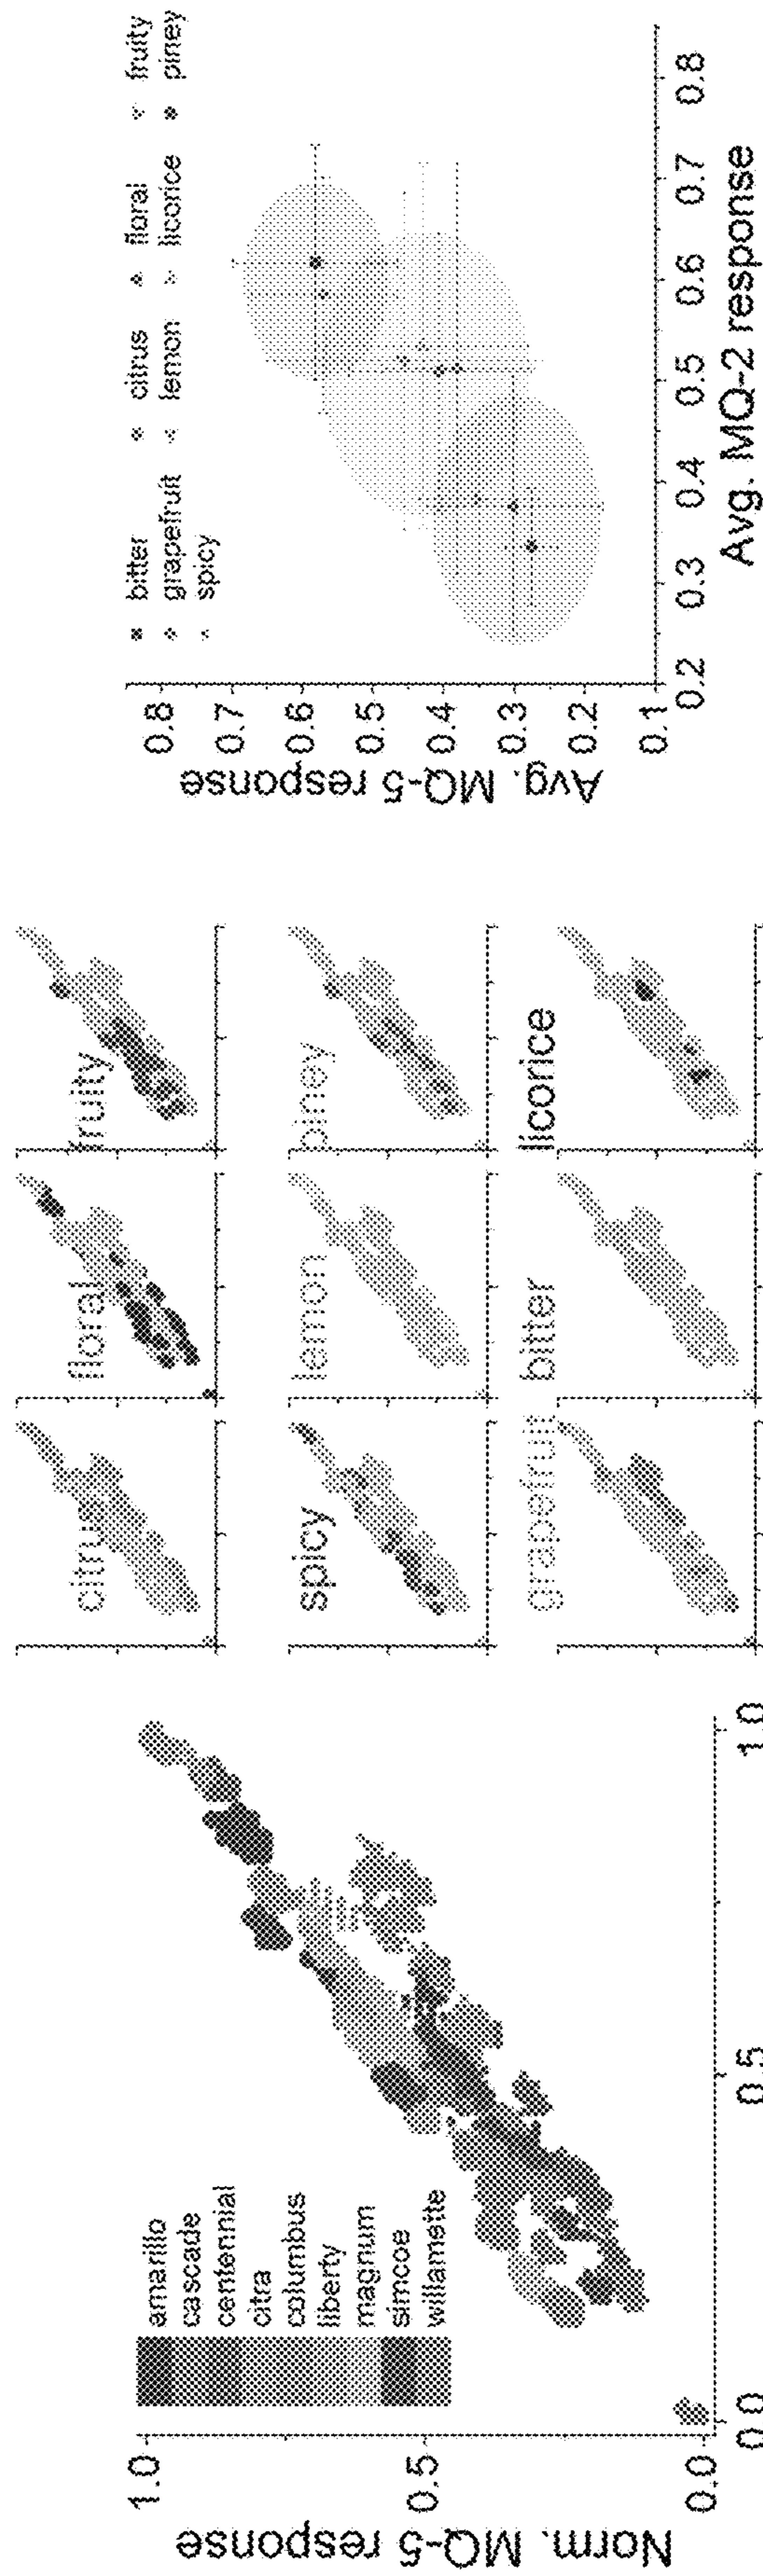 Norm. MQ-5 response
1.0
0.5
0.0
amarillo
cascade
centennial
citra
columbus
liberty
magnum
simcoe
willamette
0.0 0.5 1.0
citrus floral fruity
spicy lemon piney
grapefruit bitter licorice
Avg. MQ-5 response
0.8
0.7
0.6
0.5
0.4
0.3
0.2
0.1
bitter citrus floral fruity
grapefruit lemon licorice piney
spicy
0.2 0.3 0.4 0.5 0.6 0.7 0.8
Avg. MQ-2 response